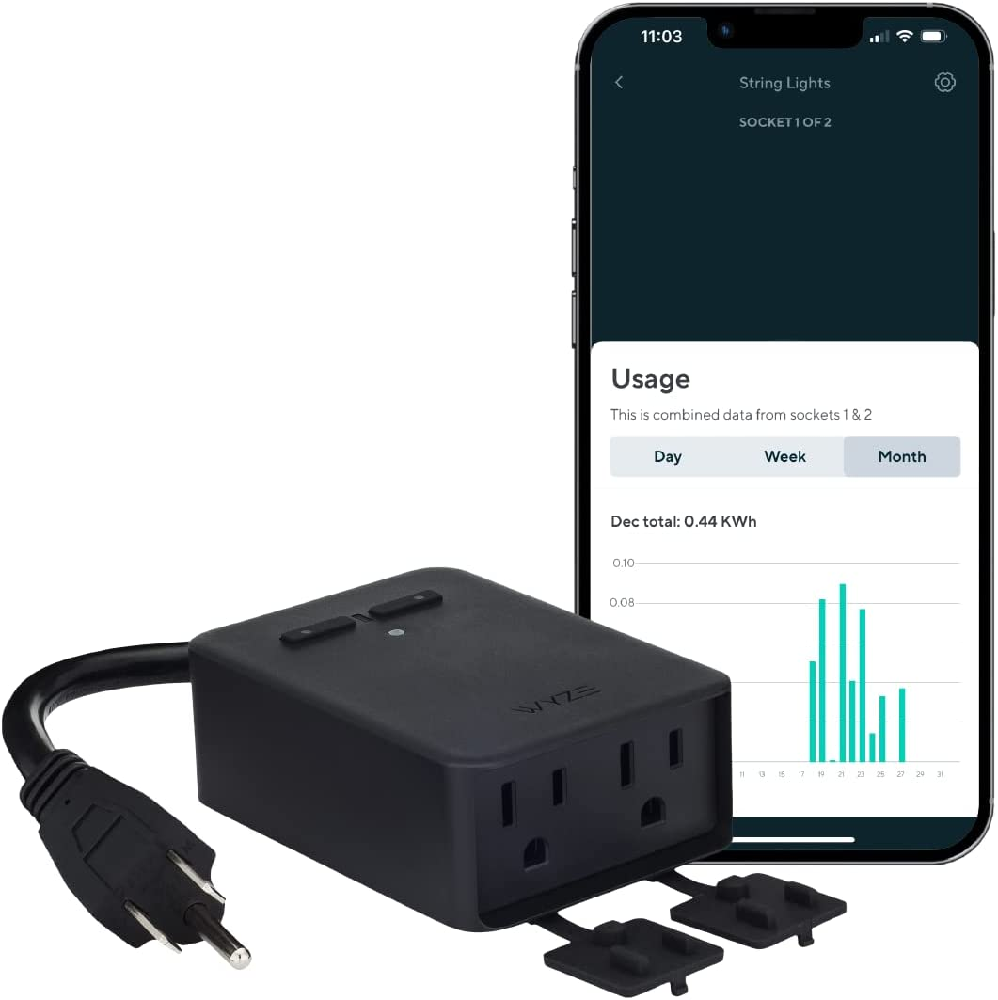 11:03
String Lights
SOCKET 1 OF 2
Usage
This is combined data from sockets 1 & 2
Day Week Month
Dec total: 0.44 KWh
0.10
0.08
11 13 15 17 19 21 23 25 27 29 31
WYZE